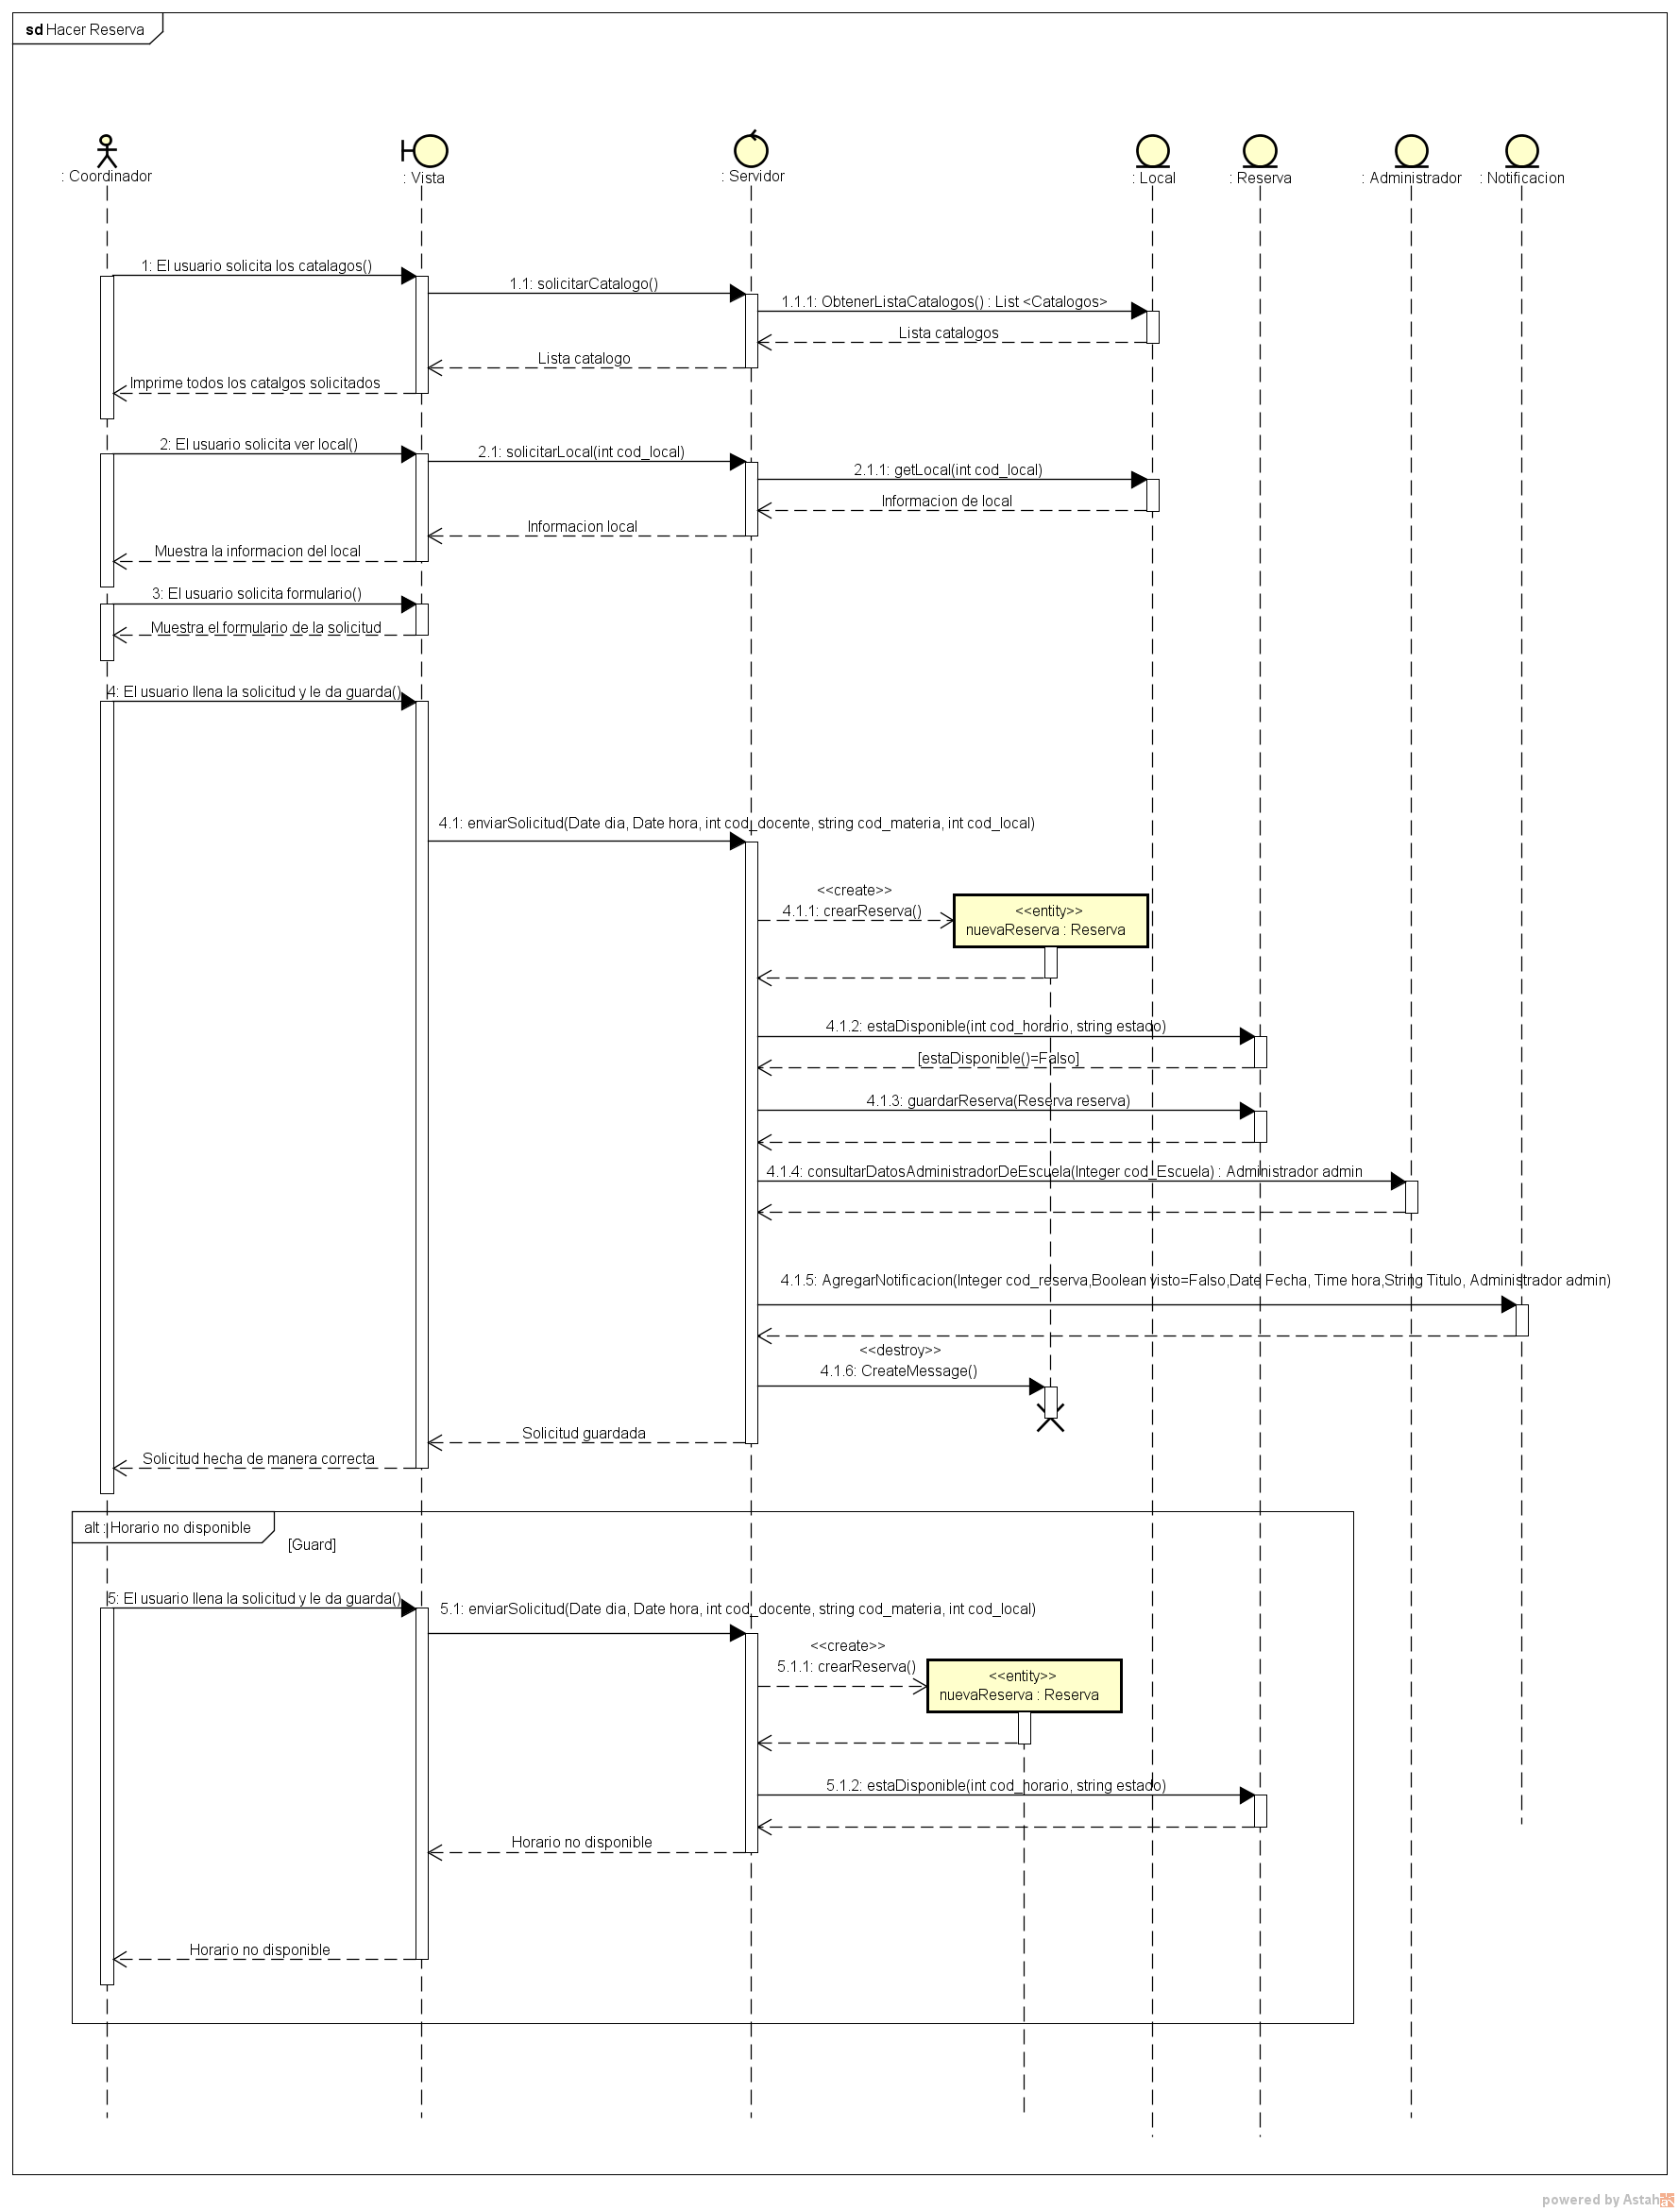 sd Hacer Reserva
: Coordinador
: Vista
: Servidor
: Local
: Reserva
: Administrador
: Notificacion
1: El usuario solicita los catalagos()
1.1: solicitarCatalogo()
1.1.1: ObtenerListaCatalogos() : List <Catalogos>
Lista catalogos
Lista catalogo
Imprime todos los catalgos solicitados
2: El usuario solicita ver local()
2.1: solicitarLocal(int cod_local)
2.1.1: getLocal(int cod_local)
Informacion de local
Informacion local
Muestra la informacion del local
3: El usuario solicita formulario()
Muestra el formulario de la solicitud
4: El usuario llena la solicitud y le da guarda()
4.1: enviarSolicitud(Date dia, Date hora, int cod_docente, string cod_materia, int cod_local)
<<create>>
4.1.1: crearReserva()
<<entity>>
nuevaReserva : Reserva
4.1.2: estaDisponible(int cod_horario, string estado)
[estaDisponible()=Falso]
4.1.3: guardarReserva(Reserva reserva)
4.1.4: consultarDatosAdministradorDeEscuela(Integer cod_Escuela) : Administrador admin
4.1.5: AgregarNotificacion(Integer cod_reserva,Boolean visto=Falso,Date Fecha, Time hora,String Titulo, Administrador admin)
<<destroy>>
4.1.6: CreateMessage()
Solicitud guardada
Solicitud hecha de manera correcta
alt : Horario no disponible
[Guard]
5: El usuario llena la solicitud y le da guarda()
5.1: enviarSolicitud(Date dia, Date hora, int cod_docente, string cod_materia, int cod_local)
<<create>>
5.1.1: crearReserva()
<<entity>>
nuevaReserva : Reserva
5.1.2: estaDisponible(int cod_horario, string estado)
Horario no disponible
Horario no disponible
powered by Astah